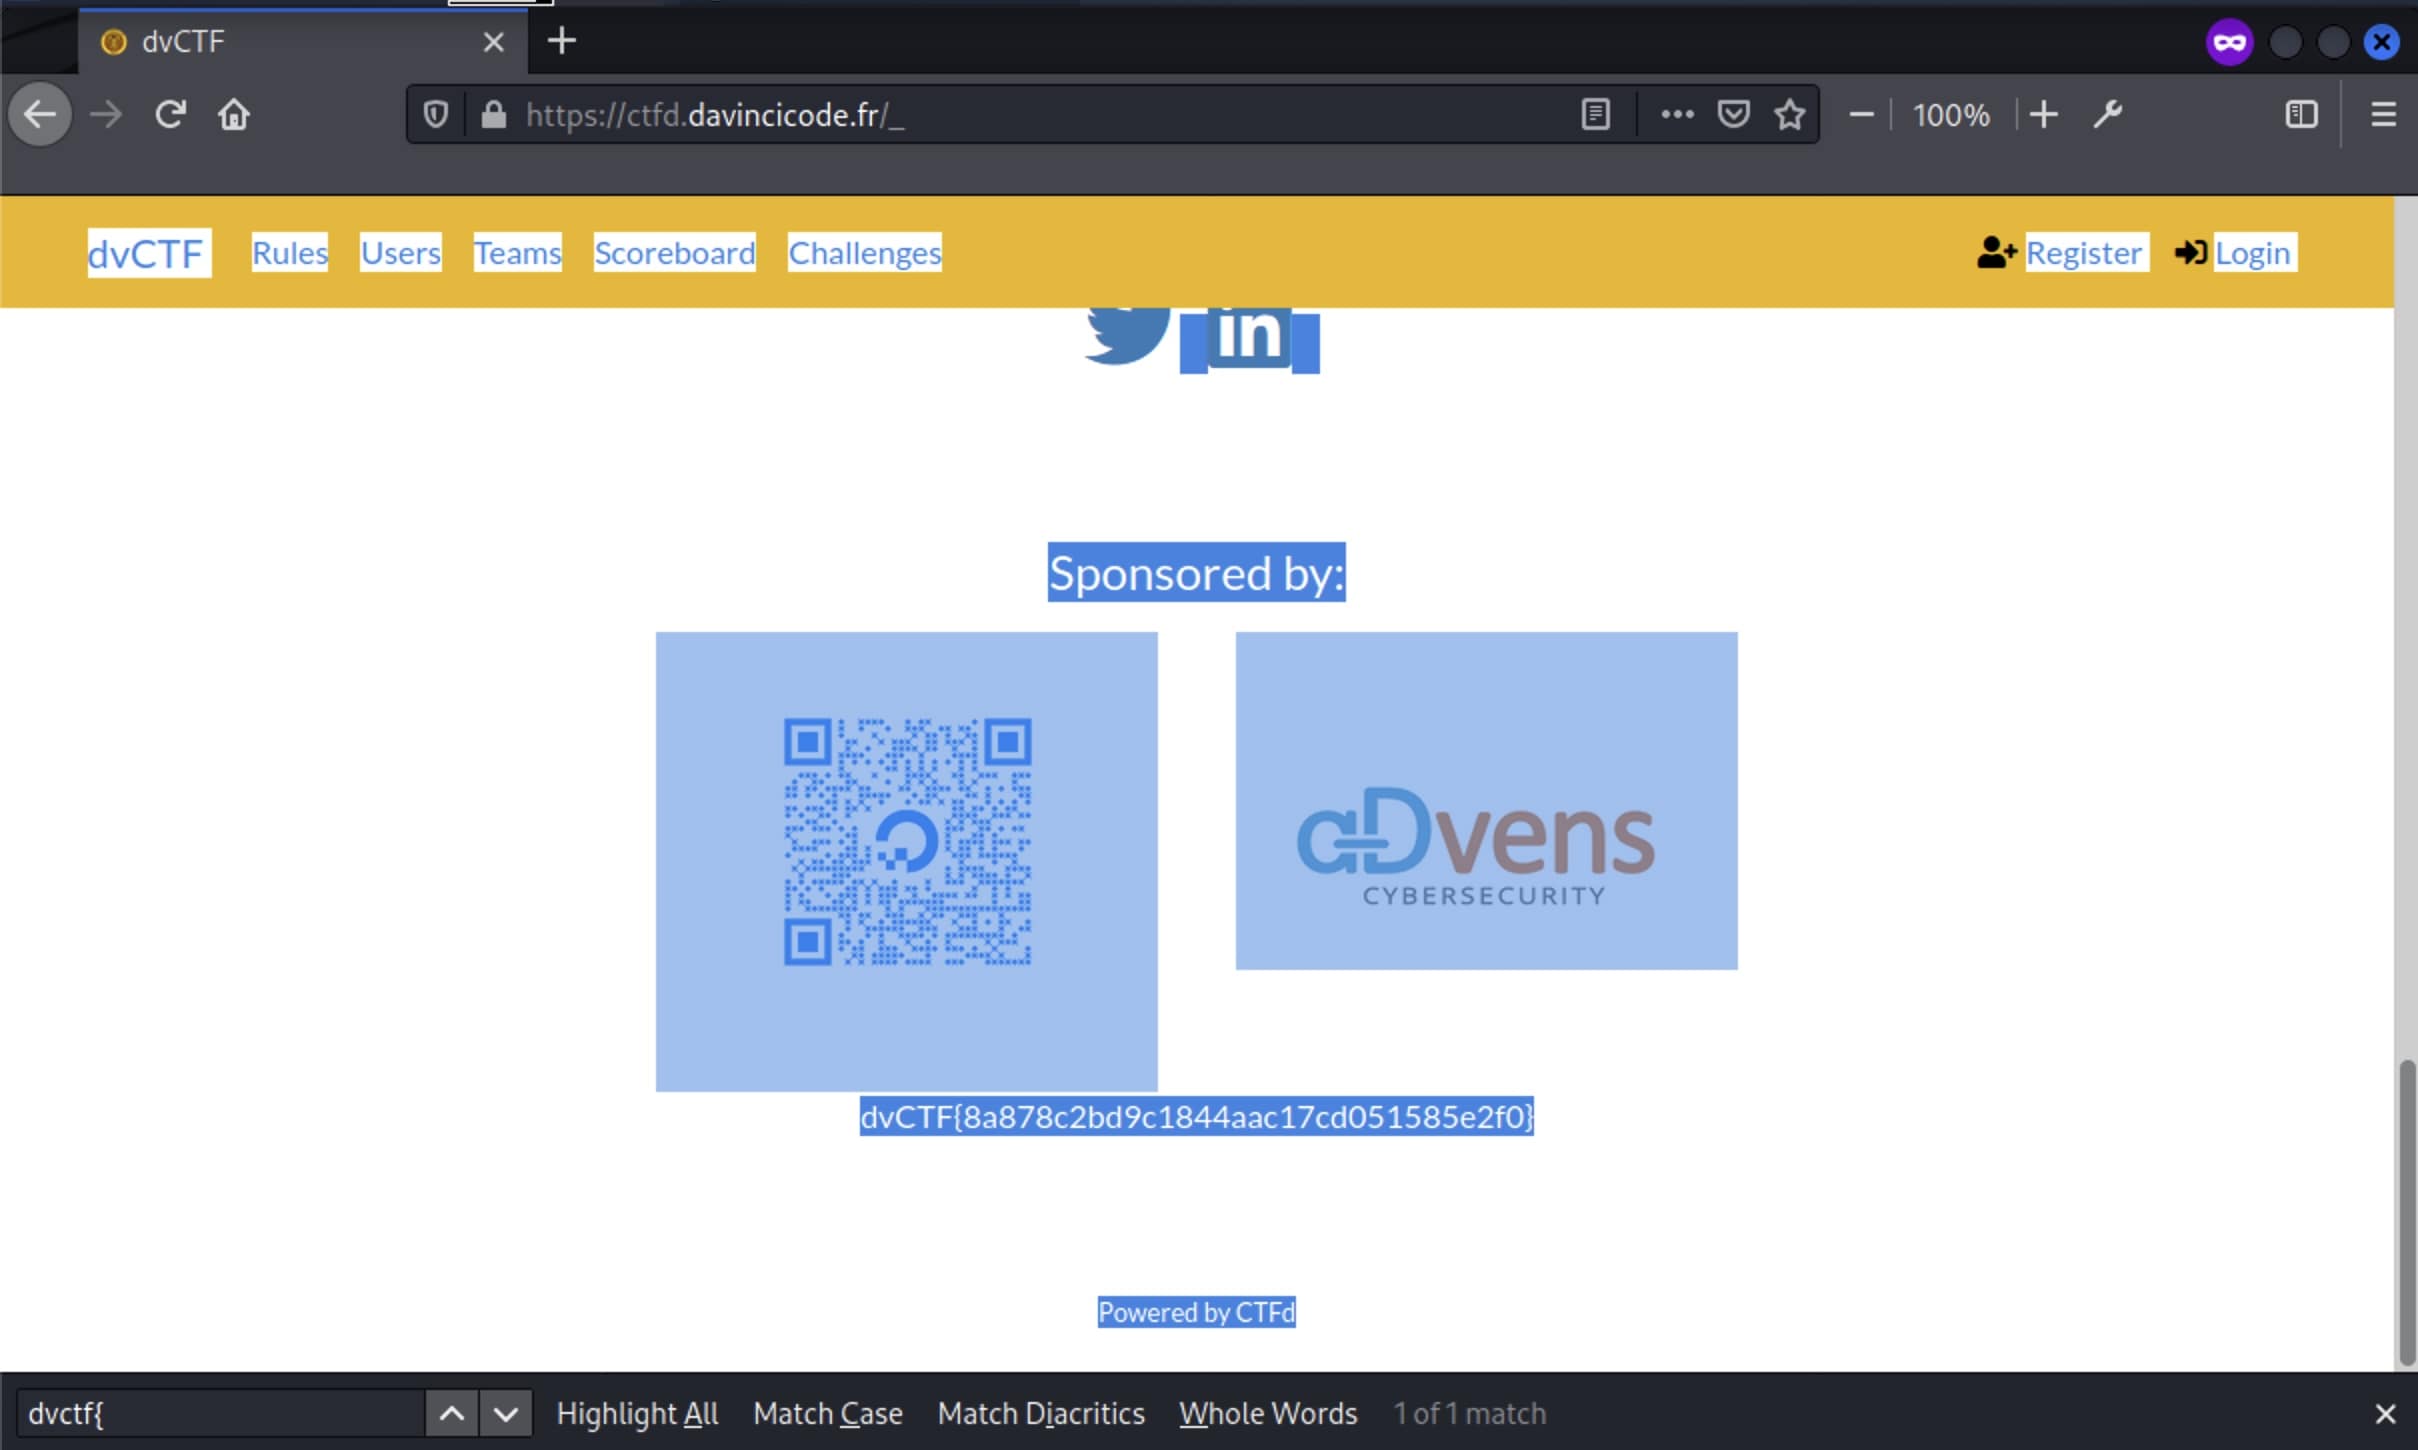 dvCTF
https://ctfd.davincicode.fr/_
100%
dvCTF Rules Users Teams Scoreboard Challenges Register Login
in
Sponsored by:
aDvens
CYBERSECURITY
dvCTF{8a878c2bd9c1844aac17cd051585e2f0}
Powered by CTFd
dvctf{ Highlight All Match Case Match Diacritics Whole Words 1 of 1 match